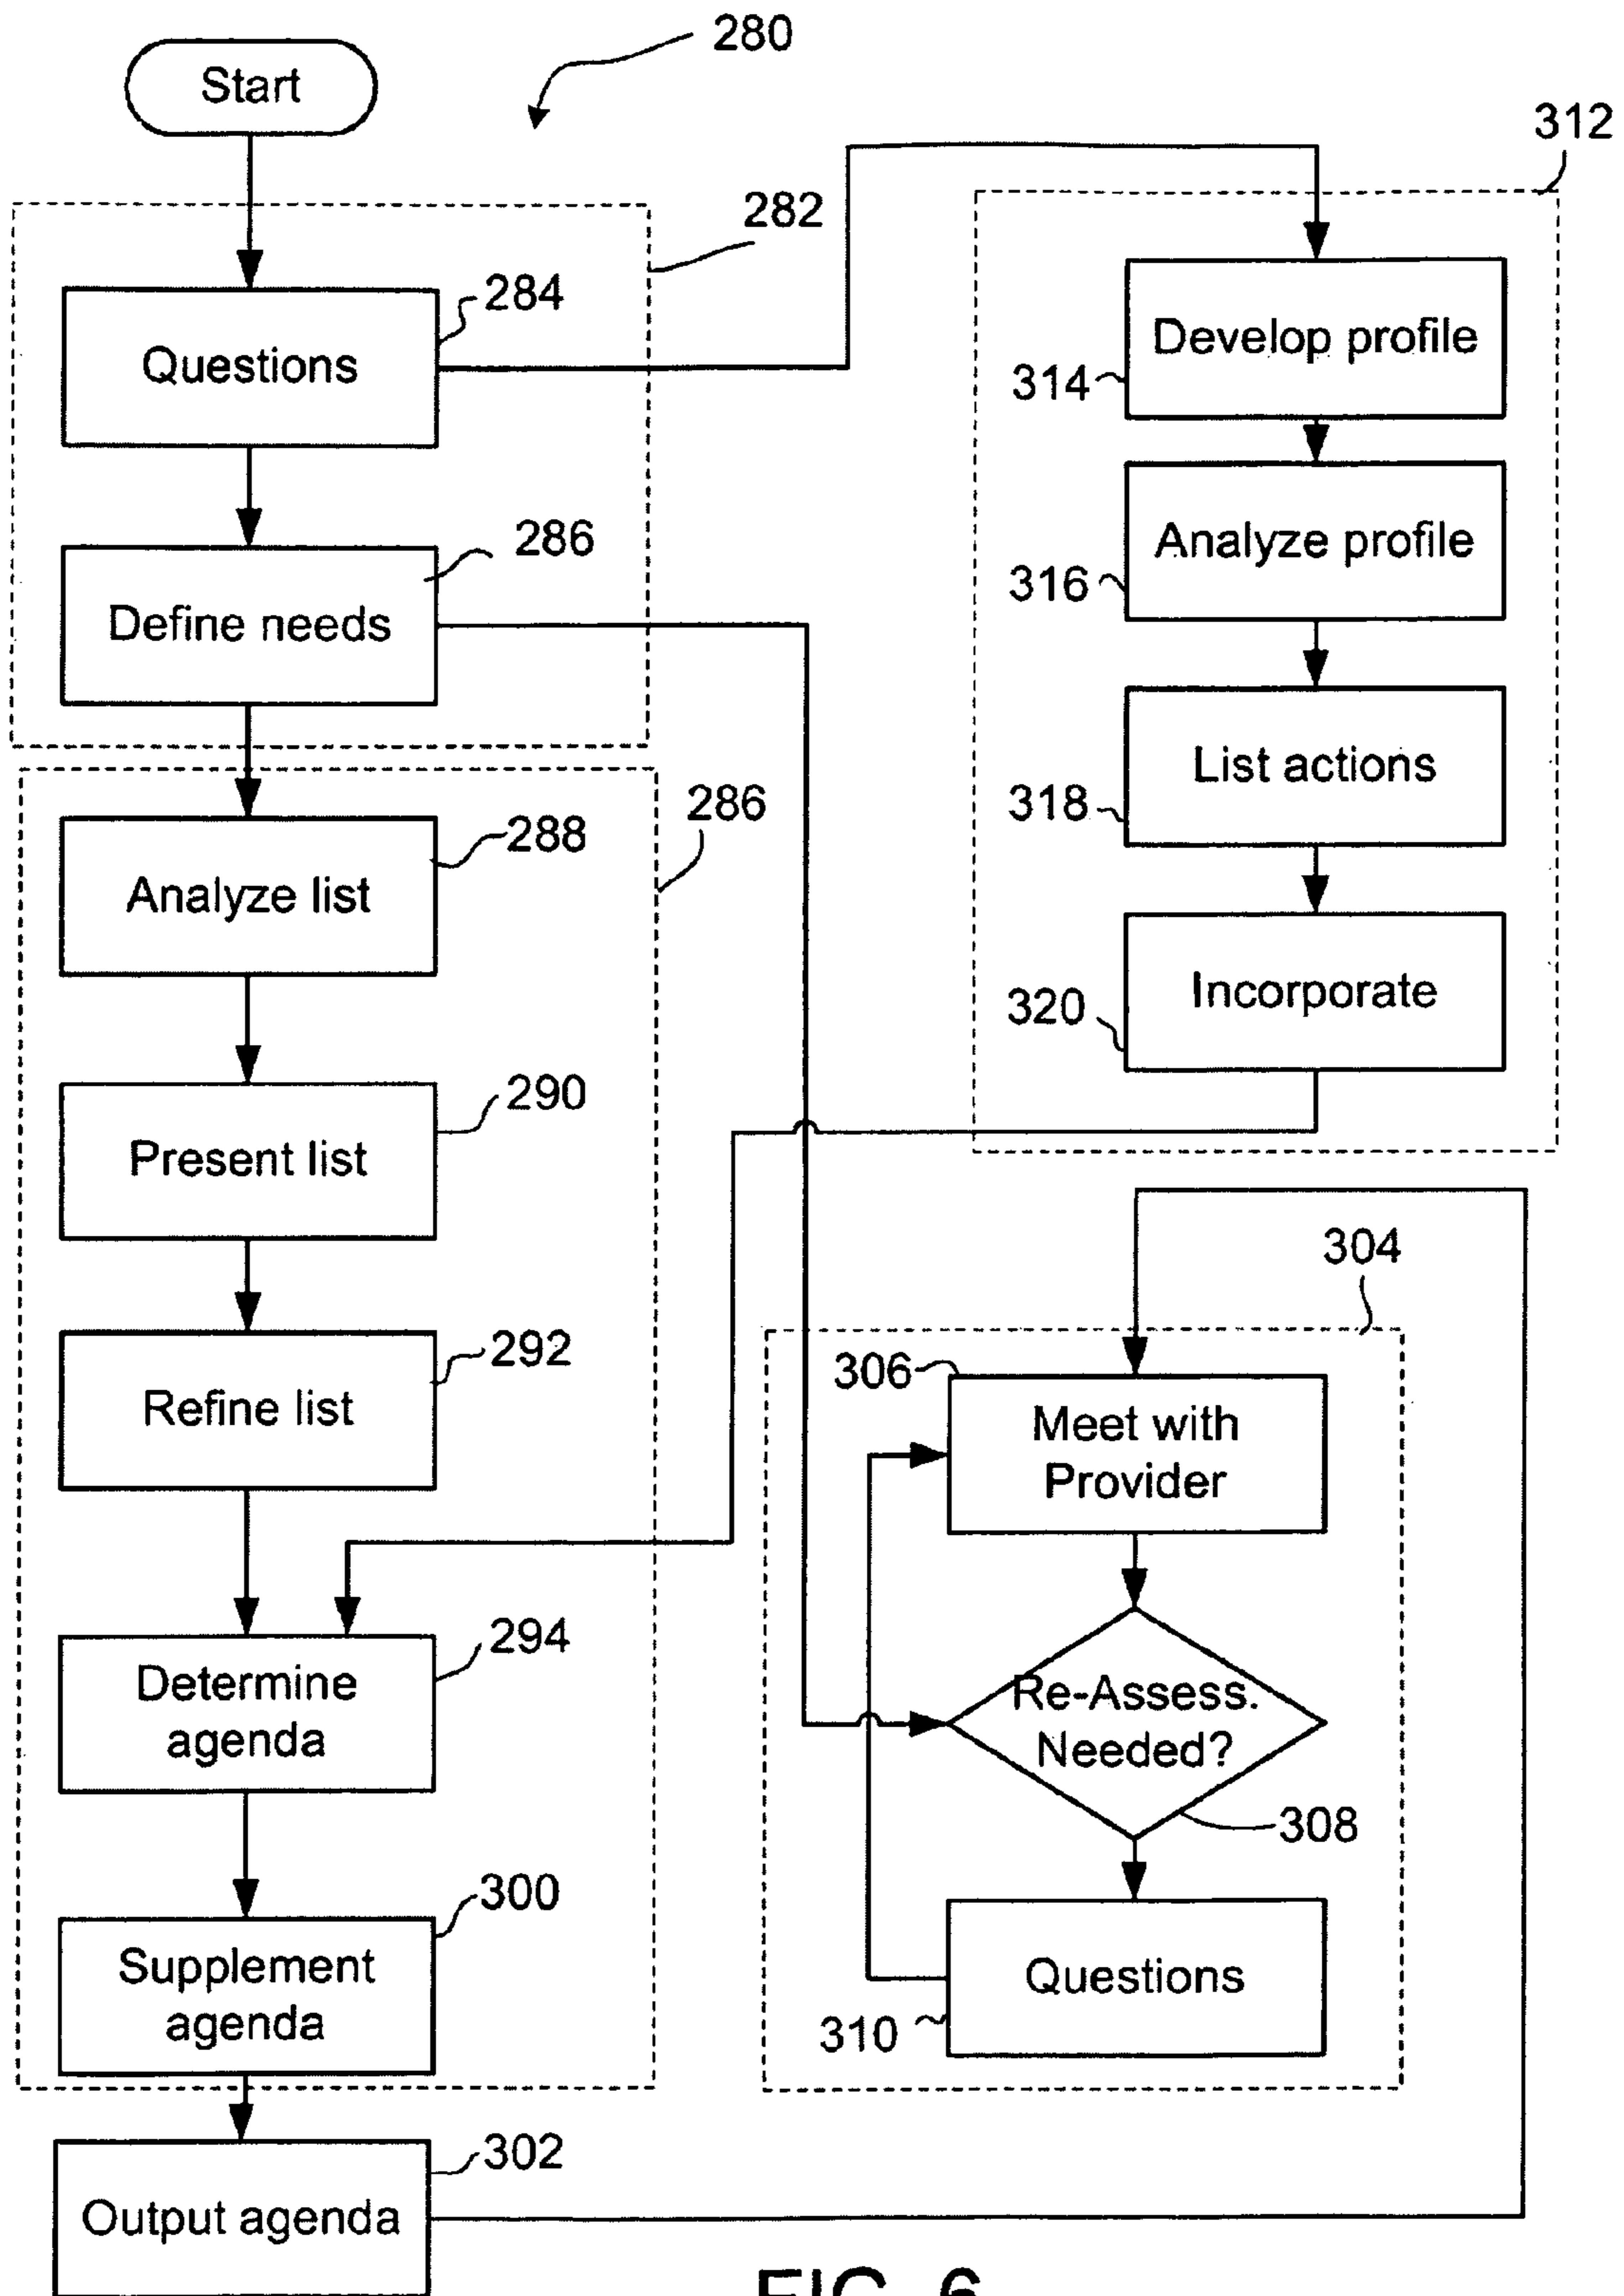 280
Start
312
282
284
Questions
Develop profile
314
286
Define needs
Analyze profile
316
286
288
Analyze list
List actions
318
290
Present list
Incorporate
320
304
292
Refine list
306
Meet with
Provider
294
Determine
agenda
Re-Assess.
Needed?
308
300
Supplement
agenda
Questions
310
302
Output agenda
FIG. 6